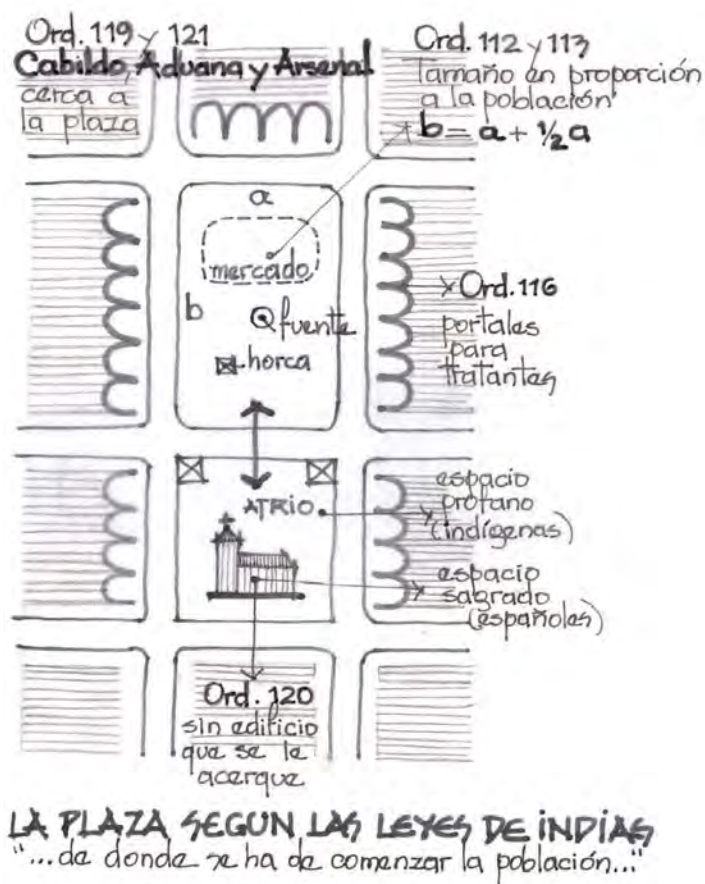 Ord. 119 y 121
Cabildo, Aduana y Arsenal
cerca a
la plaza
Ord. 112 y 113
Tamaño en proporción
a la población
b = a + ½ a
a
mercado
b
fuente
horca
Ord. 116
portales
para
tratantes
ATRIO
espacio
profano
(indígenas)
espacio
sagrado
(españoles)
Ord. 120
sin edificio
que se le
acerque
LA PLAZA SEGUN LAS LEYES DE INDIAS
"...de donde se ha de comenzar la población..."